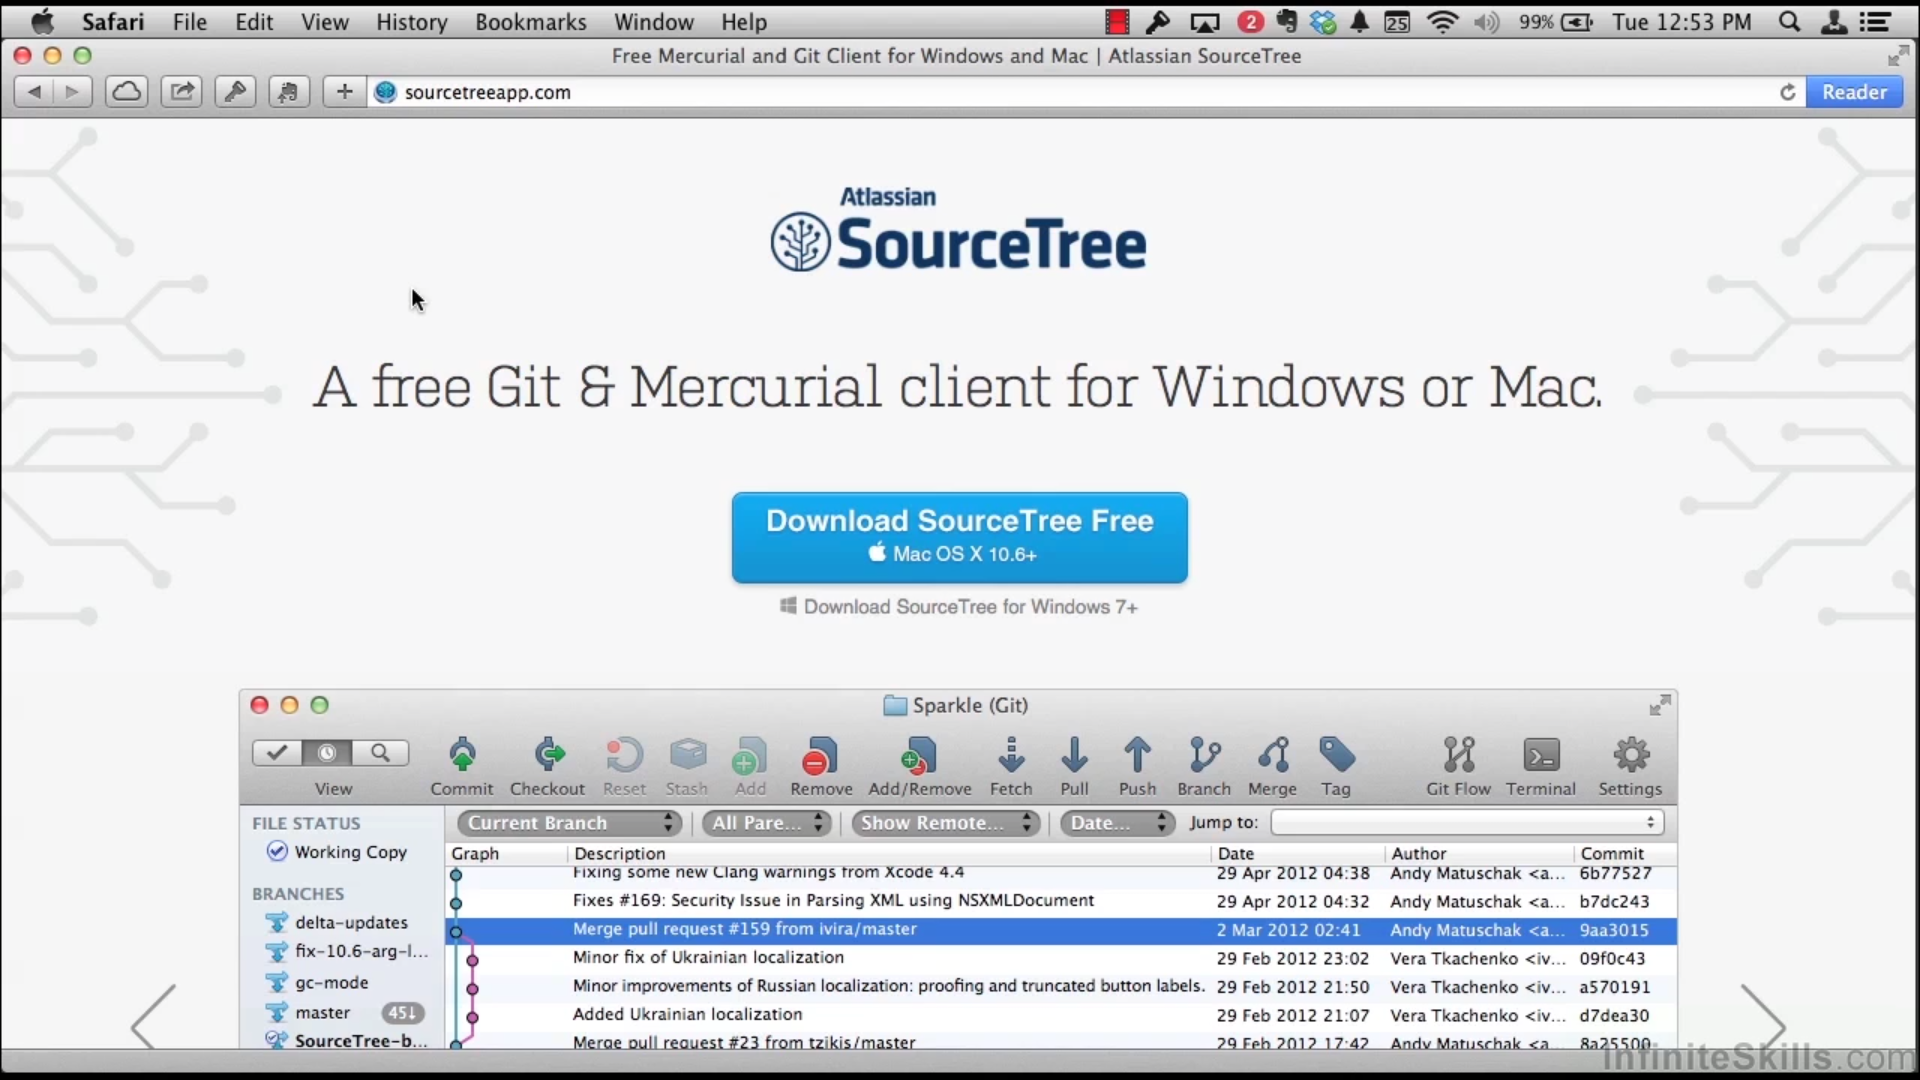 Safari File Edit View History Bookmarks Window Help 2 25 99% Tue 12:53 PM
Free Mercurial and Git Client for Windows and Mac | Atlassian SourceTree
sourcetreeapp.com Reader
Atlassian
SourceTree
A free Git & Mercurial client for Windows or Mac.
Download SourceTree Free
Mac OS X 10.6+
Download SourceTree for Windows 7+
Sparkle (Git)
View Commit Checkout Reset Stash Add Remove Add/Remove Fetch Pull Push Branch Merge Tag Git Flow Terminal Settings
FILE STATUS
Working Copy
BRANCHES
delta-updates
fix-10.6-arg-l...
gc-mode
master 45↓
SourceTree-b...
Current Branch All Pare... Show Remote... Date... Jump to:
Graph Description Date Author Commit
Fixing some new Clang warnings from Xcode 4.4 29 Apr 2012 04:38 Andy Matuschak <a... 6b77527
Fixes #169: Security Issue in Parsing XML using NSXMLDocument 29 Apr 2012 04:32 Andy Matuschak <a... b7dc243
Merge pull request #159 from ivira/master 2 Mar 2012 02:41 Andy Matuschak <a... 9aa3015
Minor fix of Ukrainian localization 29 Feb 2012 23:02 Vera Tkachenko <iv... 09f0c43
Minor improvements of Russian localization: proofing and truncated button labels. 29 Feb 2012 21:50 Vera Tkachenko <iv... a570191
Added Ukrainian localization 29 Feb 2012 21:07 Vera Tkachenko <iv... d7dea30
Merge pull request #23 from tzikis/master 29 Feb 2012 17:42 Andy Matuschak <a... 8a25500
InfiniteSkills.com